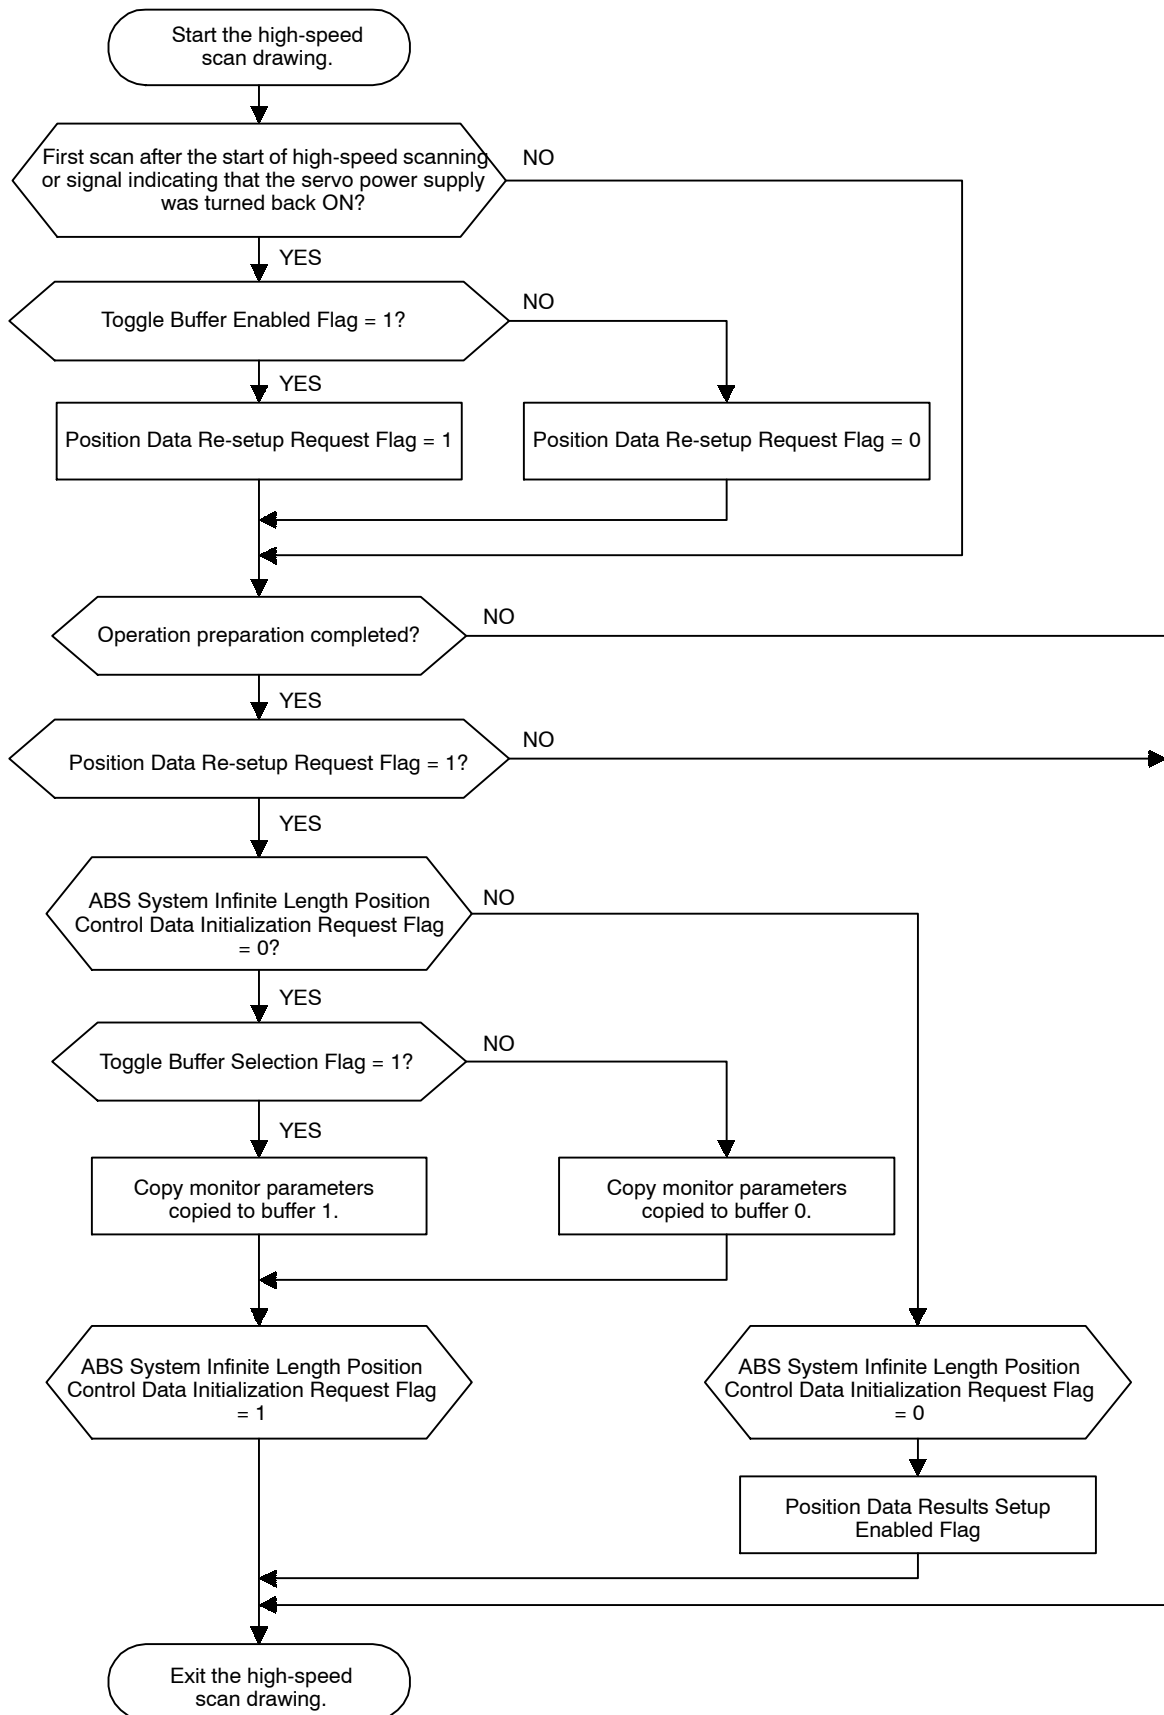 Start the high-speed
scan drawing.
First scan after the start of high-speed scanning
or signal indicating that the servo power supply
was turned back ON?
NO
YES
Toggle Buffer Enabled Flag = 1?
NO
YES
Position Data Re-setup Request Flag = 1
Position Data Re-setup Request Flag = 0
Operation preparation completed?
NO
YES
Position Data Re-setup Request Flag = 1?
NO
YES
ABS System Infinite Length Position
Control Data Initialization Request Flag
= 0?
NO
YES
Toggle Buffer Selection Flag = 1?
NO
YES
Copy monitor parameters
copied to buffer 1.
Copy monitor parameters
copied to buffer 0.
ABS System Infinite Length Position
Control Data Initialization Request Flag
= 1
ABS System Infinite Length Position
Control Data Initialization Request Flag
= 0
Position Data Results Setup
Enabled Flag
Exit the high-speed
scan drawing.